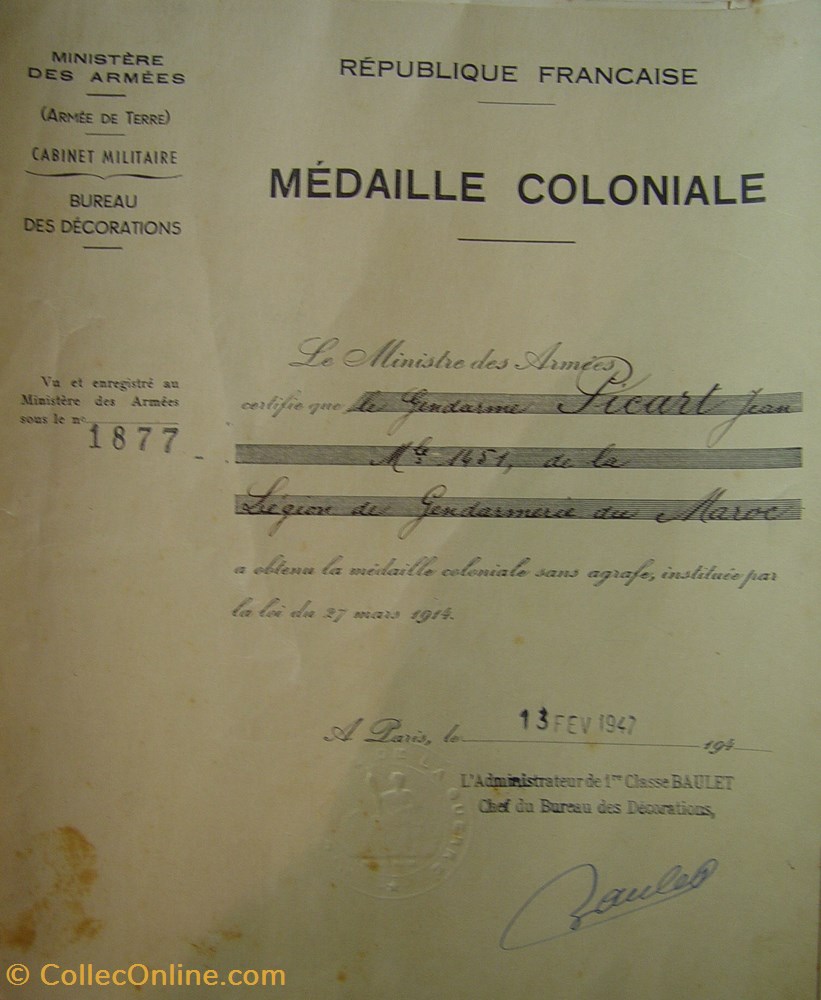 MINISTÈRE
DES ARMÉES
(ARMÉE DE TERRE)
CABINET MILITAIRE
BUREAU
DES DÉCORATIONS
RÉPUBLIQUE FRANCAISE
MÉDAILLE COLONIALE
Vu et enregistré au
Ministère des Armées
sous le nº
1877
Le Ministre des Armées
certifie que le Gendarme Picart Jean
Mle 1451, de la
Légion de Gendarmerie du Maroc
a obtenu la médaille coloniale sans agrafe, instituée par
la loi du 27 mars 1914.
A Paris, le 13 FEV 1947 194
L'Administrateur de 1re Classe BAULET
Chef du Bureau des Décorations,
Baulet
DE LA GUERRE
© CollecOnline.com